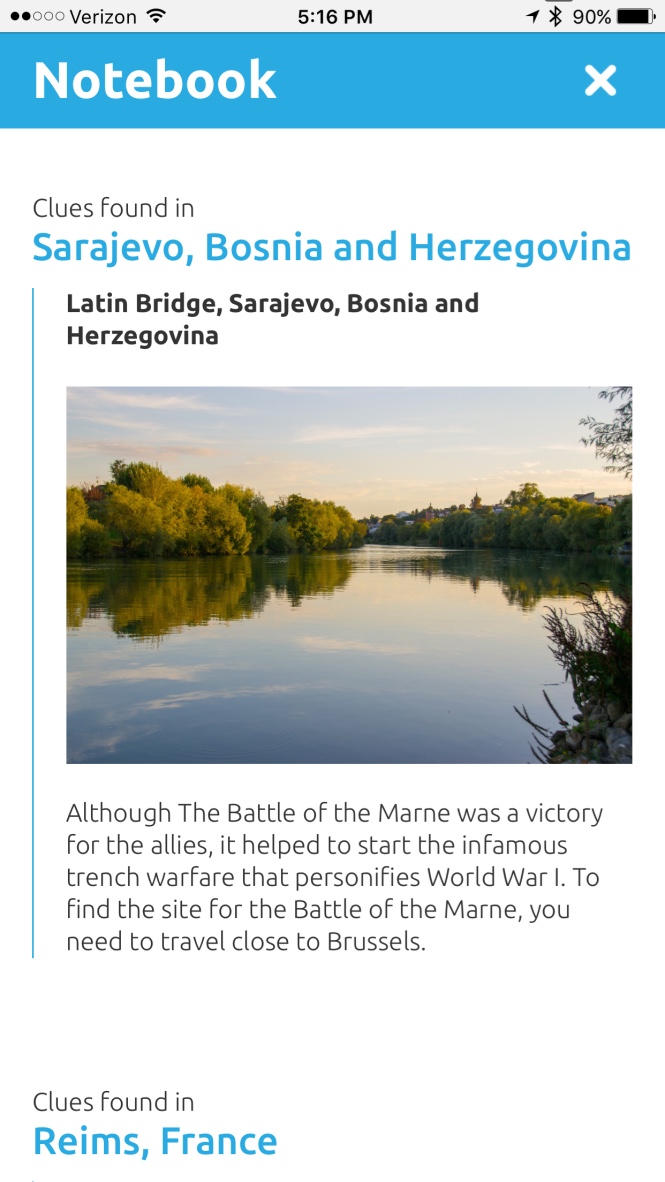 Verizon 5:16 PM 90%
Notebook
Clues found in
Sarajevo, Bosnia and Herzegovina
Latin Bridge, Sarajevo, Bosnia and
Herzegovina
Although The Battle of the Marne was a victory
for the allies, it helped to start the infamous
trench warfare that personifies World War I. To
find the site for the Battle of the Marne, you
need to travel close to Brussels.
Clues found in
Reims, France